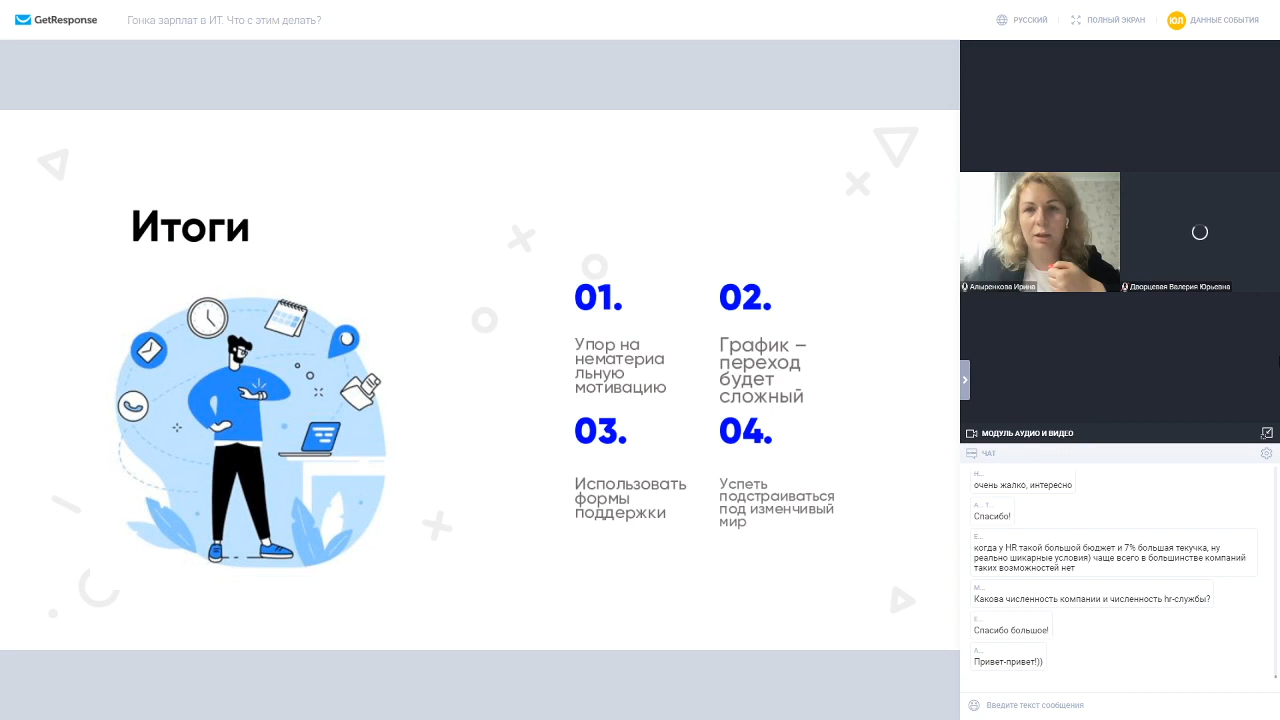 GetResponse
Гонка зарплат в ИТ. Что с этим делать?
РУССКИЙ
ПОЛНЫЙ ЭКРАН
ЮЛ
ДАННЫЕ СОБЫТИЯ
Итоги
01.
Упор на
нематериа
льную
мотивацию
02.
График –
переход
будет
сложный
03.
Использовать
формы
поддержки
04.
Успеть
подстраиваться
под изменчивый
мир
Алыренкова Ирина
Дворцевая Валерия Юрьевна
МОДУЛЬ АУДИО И ВИДЕО
ЧАТ
Н...
очень жалко, интересно
А... Т...
Спасибо!
Е...
когда у HR такой большой бюджет и 7% большая текучка, ну
реально шикарные условия) чаще всего в большинстве компаний
таких возможностей нет
М...
Какова численность компании и численность hr-службы?
Е...
Спасибо большое!
А...
Привет-привет!))
Введите текст сообщения